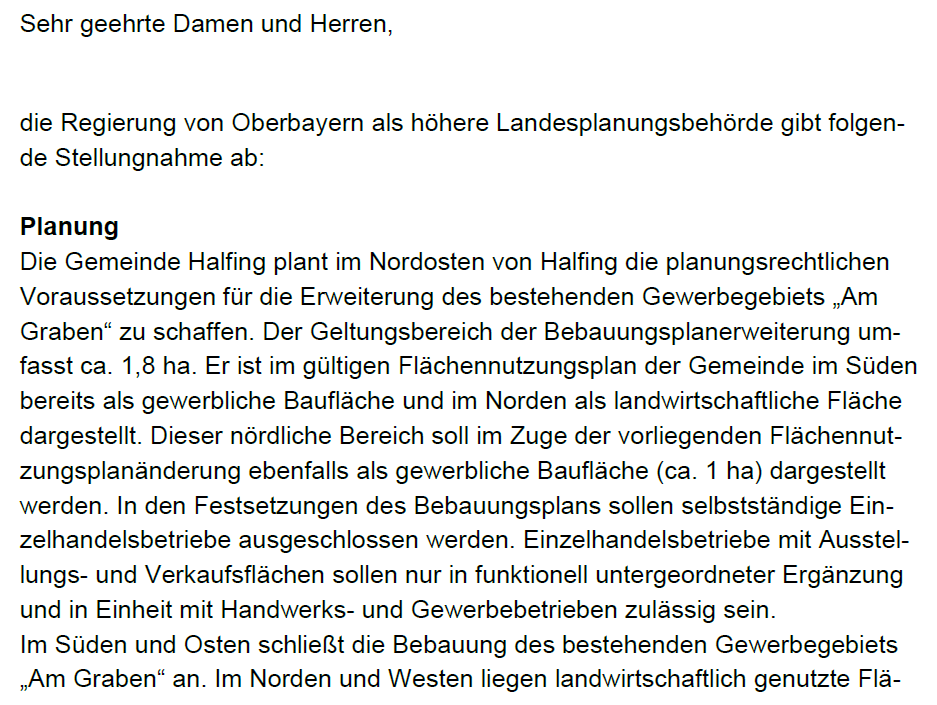 Sehr geehrte Damen und Herren,
die Regierung von Oberbayern als höhere Landesplanungsbehörde gibt folgen-
de Stellungnahme ab:
Planung
Die Gemeinde Halfing plant im Nordosten von Halfing die planungsrechtlichen
Voraussetzungen für die Erweiterung des bestehenden Gewerbegebiets „Am
Graben“ zu schaffen. Der Geltungsbereich der Bebauungsplanerweiterung um-
fasst ca. 1,8 ha. Er ist im gültigen Flächennutzungsplan der Gemeinde im Süden
bereits als gewerbliche Baufläche und im Norden als landwirtschaftliche Fläche
dargestellt. Dieser nördliche Bereich soll im Zuge der vorliegenden Flächennut-
zungsplanänderung ebenfalls als gewerbliche Baufläche (ca. 1 ha) dargestellt
werden. In den Festsetzungen des Bebauungsplans sollen selbstständige Ein-
zelhandelsbetriebe ausgeschlossen werden. Einzelhandelsbetriebe mit Ausstel-
lungs- und Verkaufsflächen sollen nur in funktionell untergeordneter Ergänzung
und in Einheit mit Handwerks- und Gewerbebetrieben zulässig sein.
Im Süden und Osten schließt die Bebauung des bestehenden Gewerbegebiets
„Am Graben“ an. Im Norden und Westen liegen landwirtschaftlich genutzte Flä-